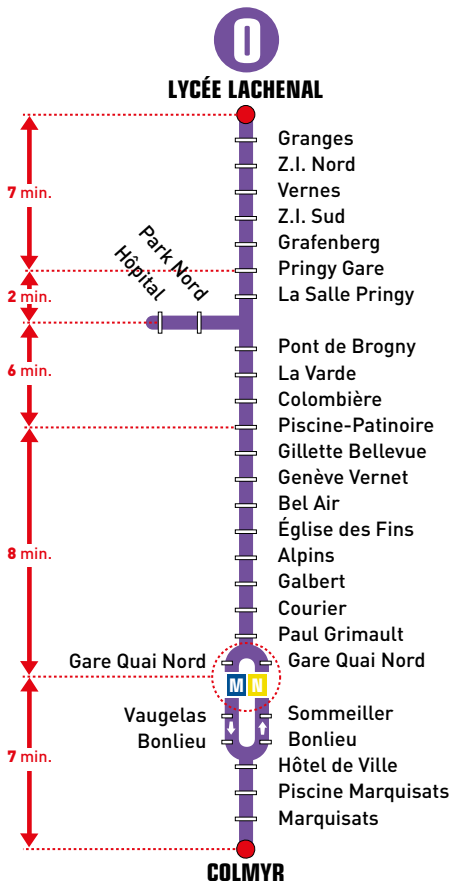 O
LYCÉE LACHENAL
Granges
Z.I. Nord
Vernes
7 min.
Z.I. Sud
Grafenberg
Pringy Gare
Park Nord
Hôpital
2 min.
La Salle Pringy
Pont de Brogny
La Varde
6 min.
Colombière
Piscine-Patinoire
Gillette Bellevue
Genève Vernet
Bel Air
Église des Fins
8 min.
Alpins
Galbert
Courier
Paul Grimault
Gare Quai Nord Gare Quai Nord
M N
Vaugelas Sommeiller
Bonlieu Bonlieu
7 min.
Hôtel de Ville
Piscine Marquisats
Marquisats
COLMYR